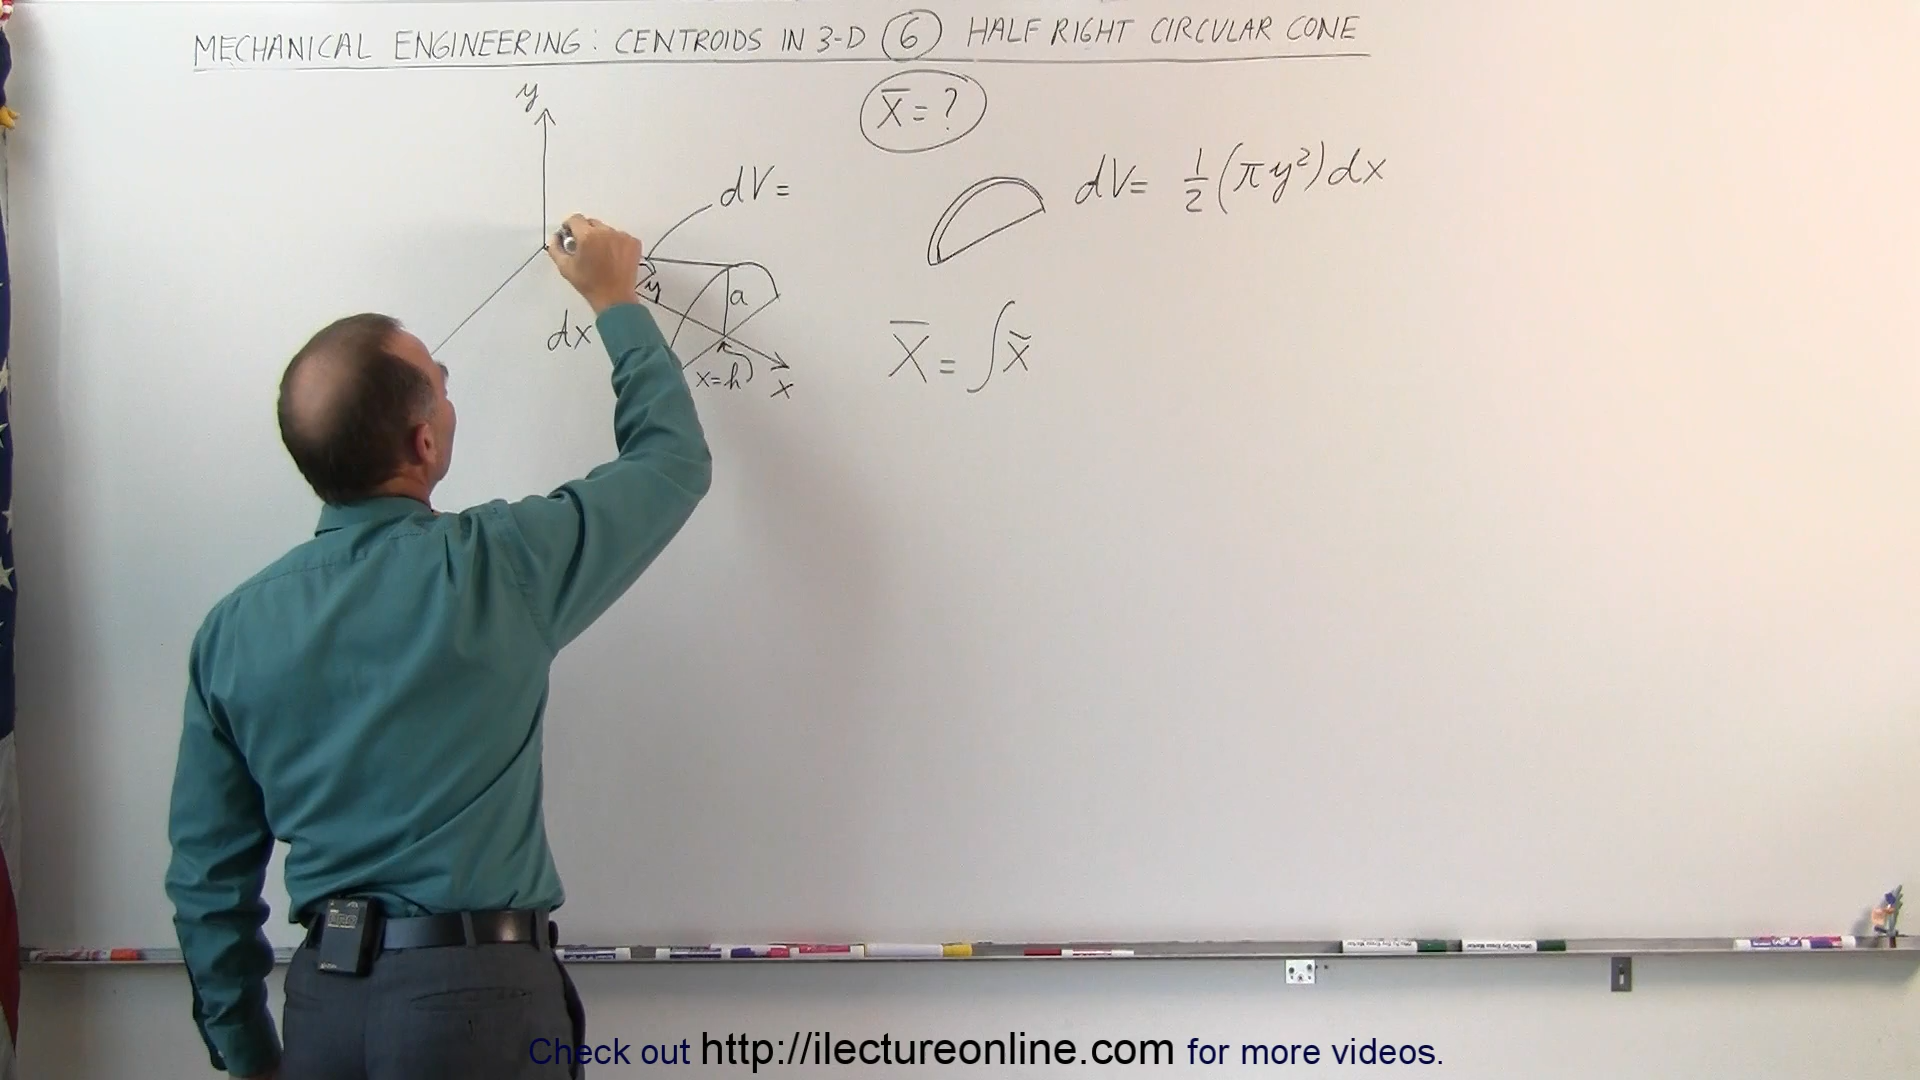 MECHANICAL ENGINEERING: CENTROIDS IN 3-D 6 HALF RIGHT CIRCULAR CONE
X̅ = ?
y
dV =
dV = 1/2 (πy²) dx
y
a
dx
x=h
x
X̅ = ∫ x̃
Check out http://ilectureonline.com for more videos.